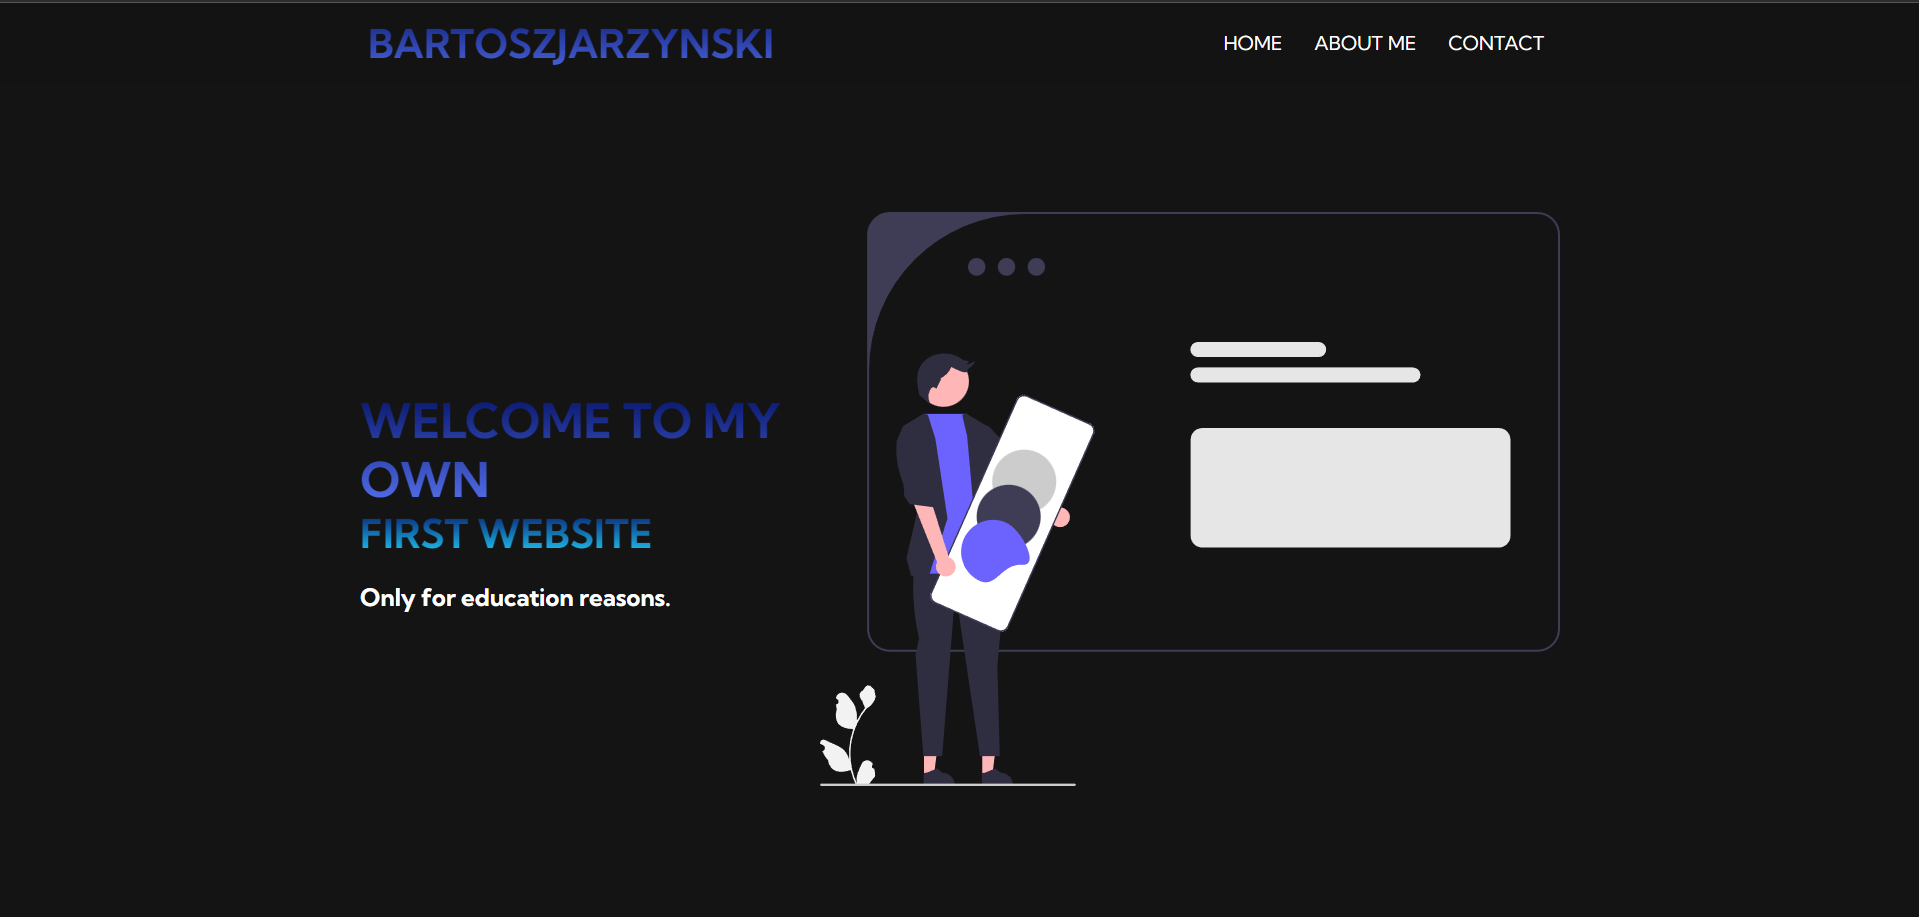 BARTOSZJARZYNSKI
HOME ABOUT ME CONTACT
WELCOME TO MY
OWN
FIRST WEBSITE
Only for education reasons.